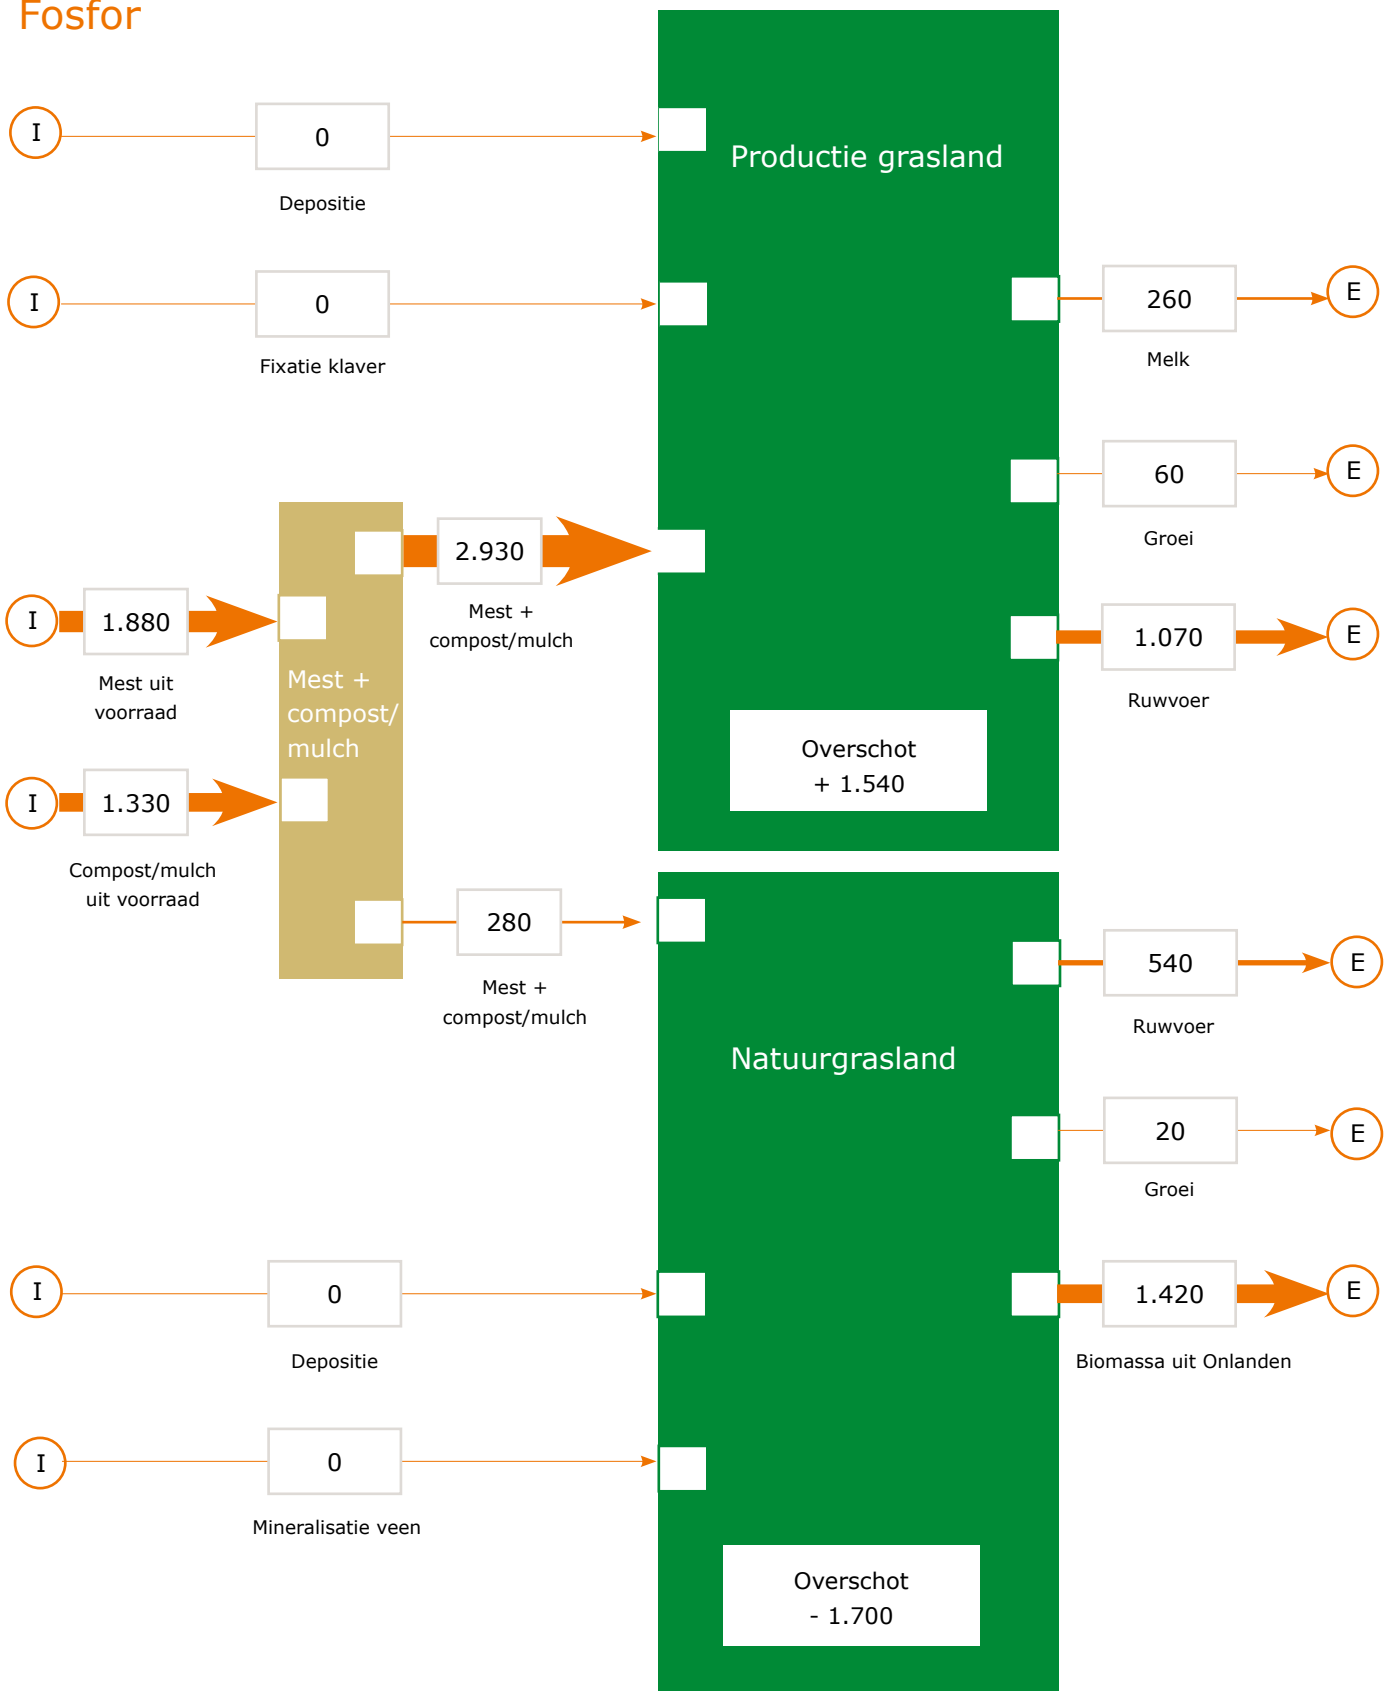 Fosfor
I
0
Depositie
Productie grasland
I
0
Fixatie klaver
260
E
Melk
60
E
Groei
2.930
Mest +
compost/mulch
I
1.880
Mest uit
voorraad
Mest +
compost/
mulch
1.070
E
Ruwvoer
Overschot
+ 1.540
I
1.330
Compost/mulch
uit voorraad
280
Mest +
compost/mulch
540
E
Ruwvoer
Natuurgrasland
20
E
Groei
I
0
Depositie
1.420
E
Biomassa uit Onlanden
I
0
Mineralisatie veen
Overschot
- 1.700